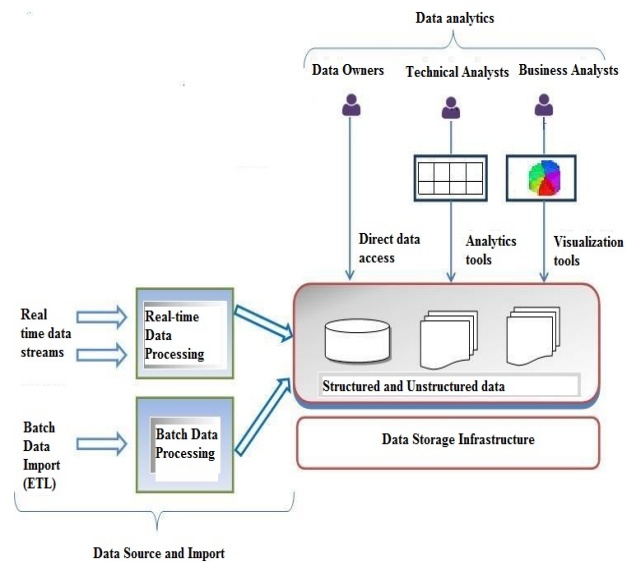 Data analytics
Data Owners
Technical Analysts
Business Analysts
Direct data
access
Analytics
tools
Visualization
tools
Real
time data
streams
Real-time
Data
Processing
Structured and Unstructured data
Batch
Data
Import
(ETL)
Batch Data
Processing
Data Storage Infrastructure
Data Source and Import